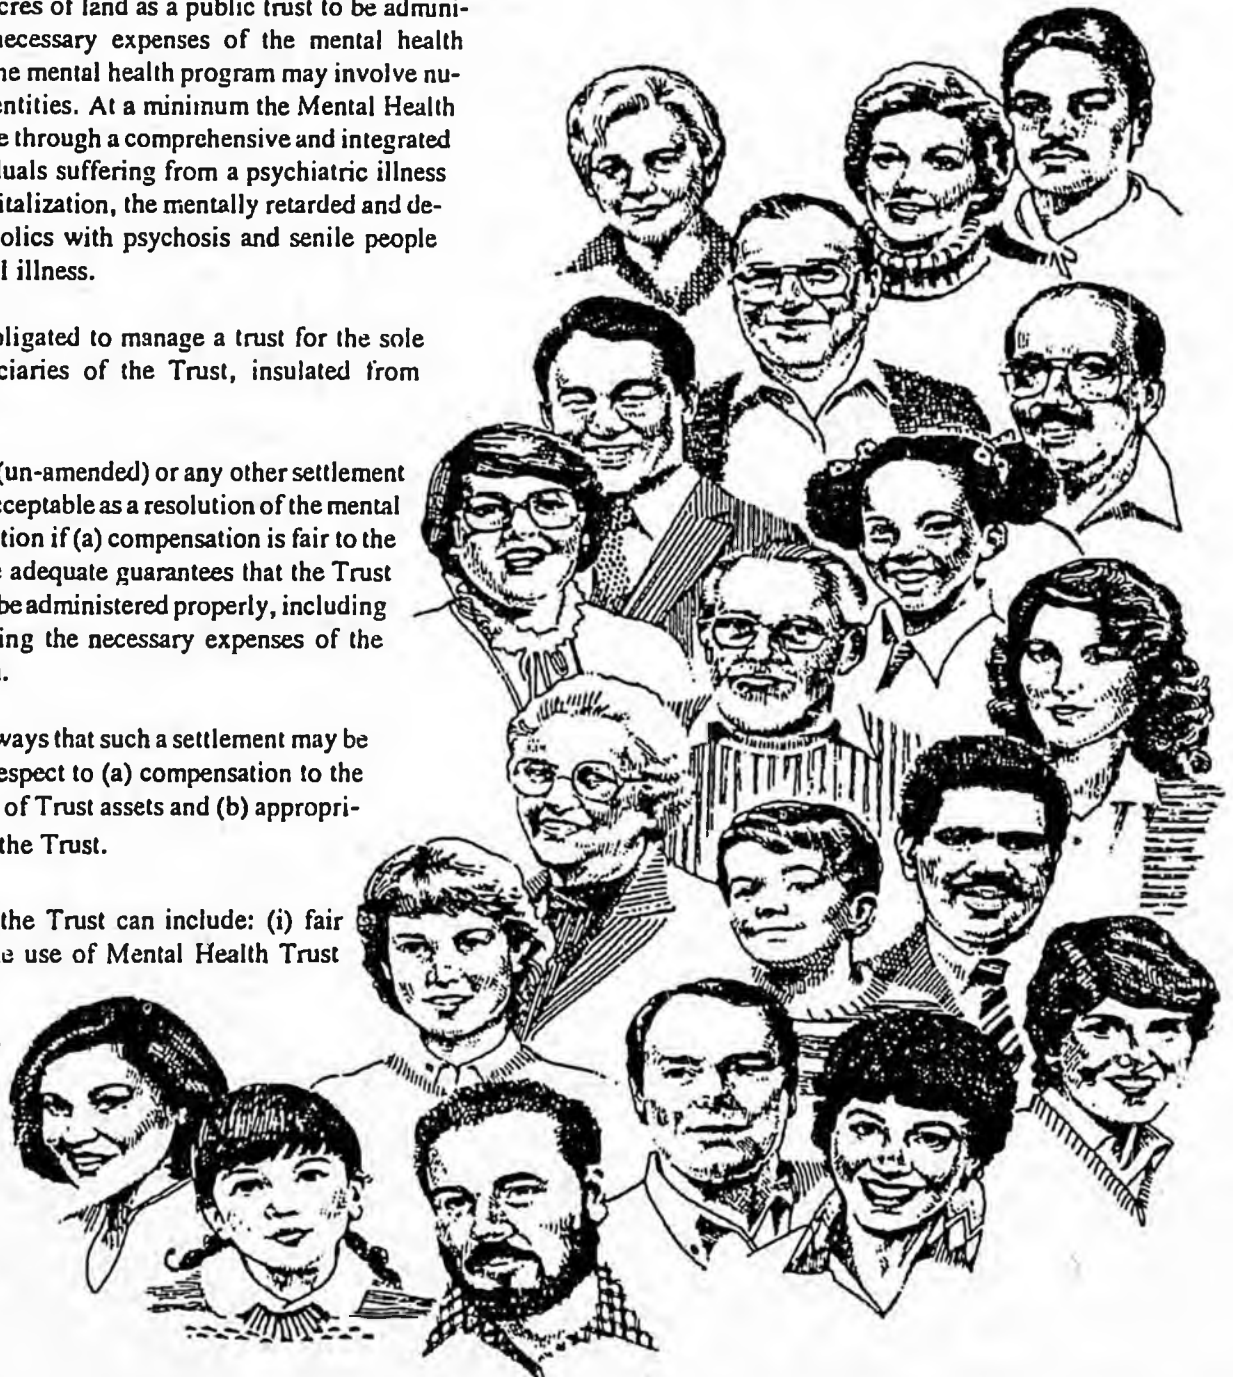 cres of land as a public trust to be admini-
necessary expenses of the mental health
ne mental health program may involve nu-
entities. At a minimum the Mental Health
e through a comprehensive and integrated
duals suffering from a psychiatric illness
italization, the mentally retarded and de-
olics with psychosis and senile people
l illness.
bligated to manage a trust for the sole
ciaries of the Trust, insulated from
(un-amended) or any other settlement
cceptable as a resolution of the mental
tion if (a) compensation is fair to the
e adequate guarantees that the Trust
be administered properly, including
ing the necessary expenses of the
ways that such a settlement may be
espect to (a) compensation to the
of Trust assets and (b) appropri-
the Trust.
the Trust can include: (i) fair
e use of Mental Health Trust